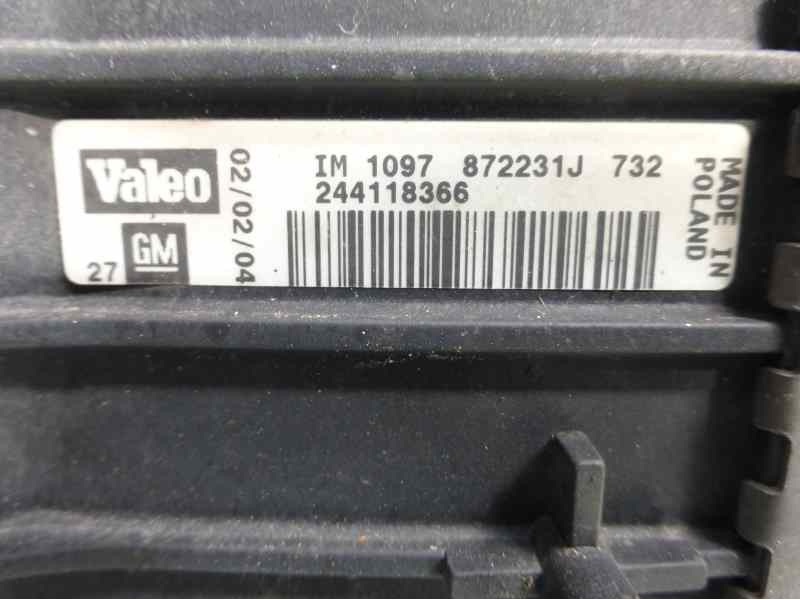 Valeo
02/02/04
27
GM
IM 1097 872231J 732
244118366
MADE IN
POLAND